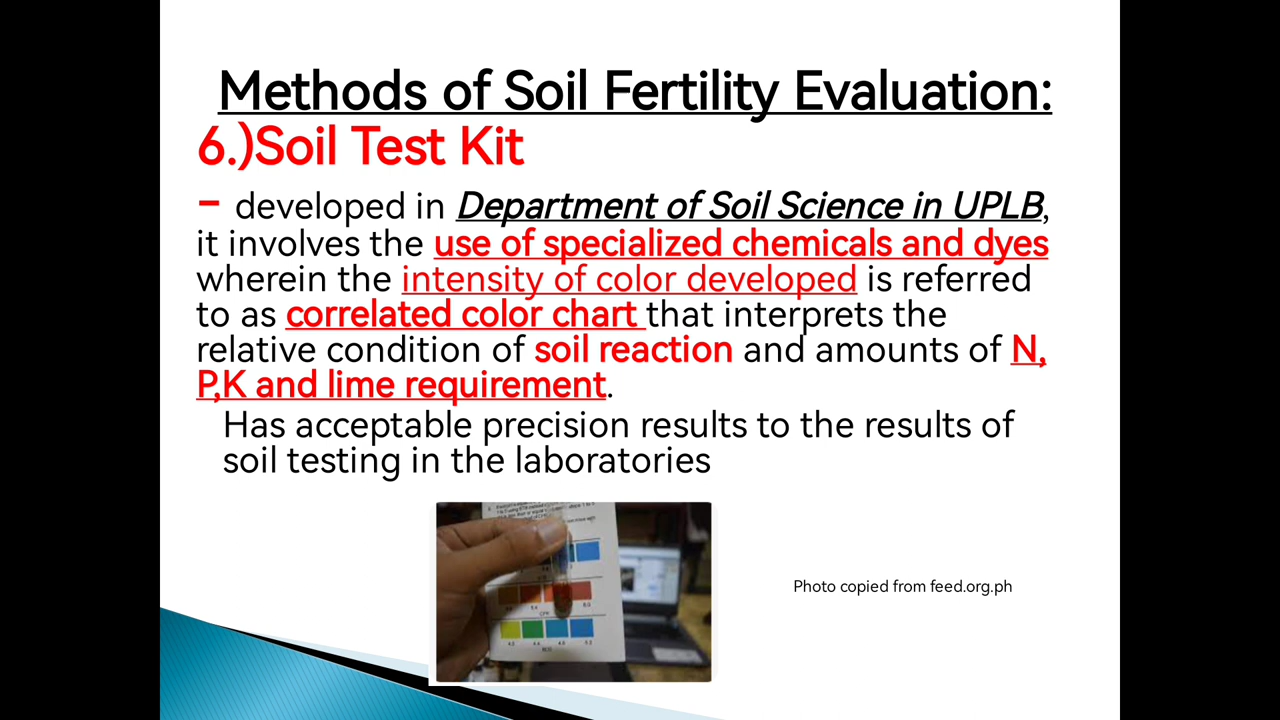 Methods of Soil Fertility Evaluation:
6.)Soil Test Kit
- developed in Department of Soil Science in UPLB,
it involves the use of specialized chemicals and dyes
wherein the intensity of color developed is referred
to as correlated color chart that interprets the
relative condition of soil reaction and amounts of N,
P,K and lime requirement.
Has acceptable precision results to the results of
soil testing in the laboratories
Photo copied from feed.org.ph
CPR